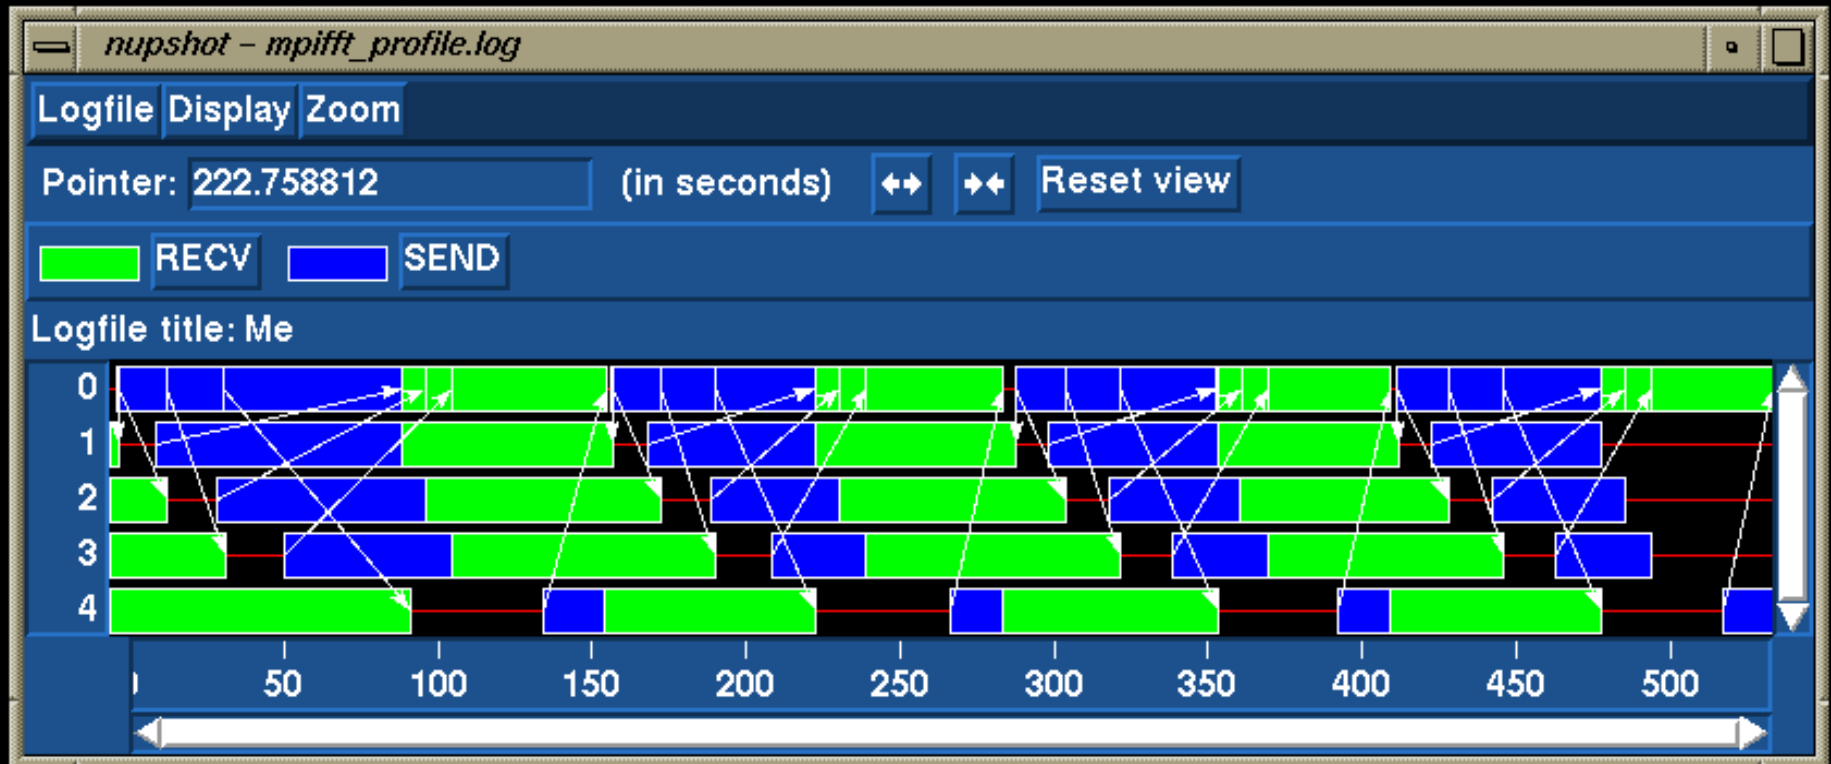 nupshot – mpifft_profile.log
Logfile Display Zoom
Pointer: 222.758812 (in seconds) Reset view
RECV SEND
Logfile title: Me
0
1
2
3
4
50 100 150 200 250 300 350 400 450 500